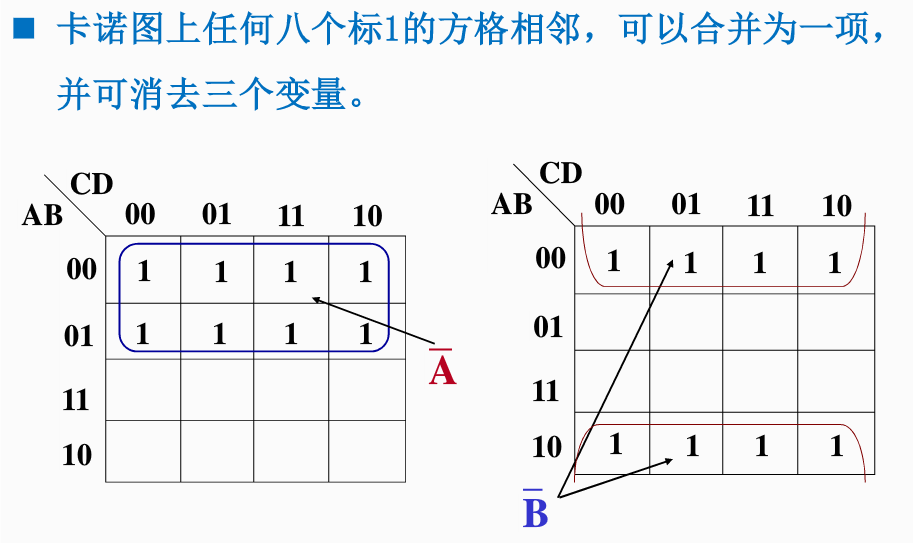 ■ 卡诺图上任何八个标1的方格相邻，可以合并为一项，
并可消去三个变量。
CD
AB 00 01 11 10
00 1 1 1 1
01 1 1 1 1
11
10
A̅
CD
AB 00 01 11 10
00 1 1 1 1
01
11
10 1 1 1 1
B̅